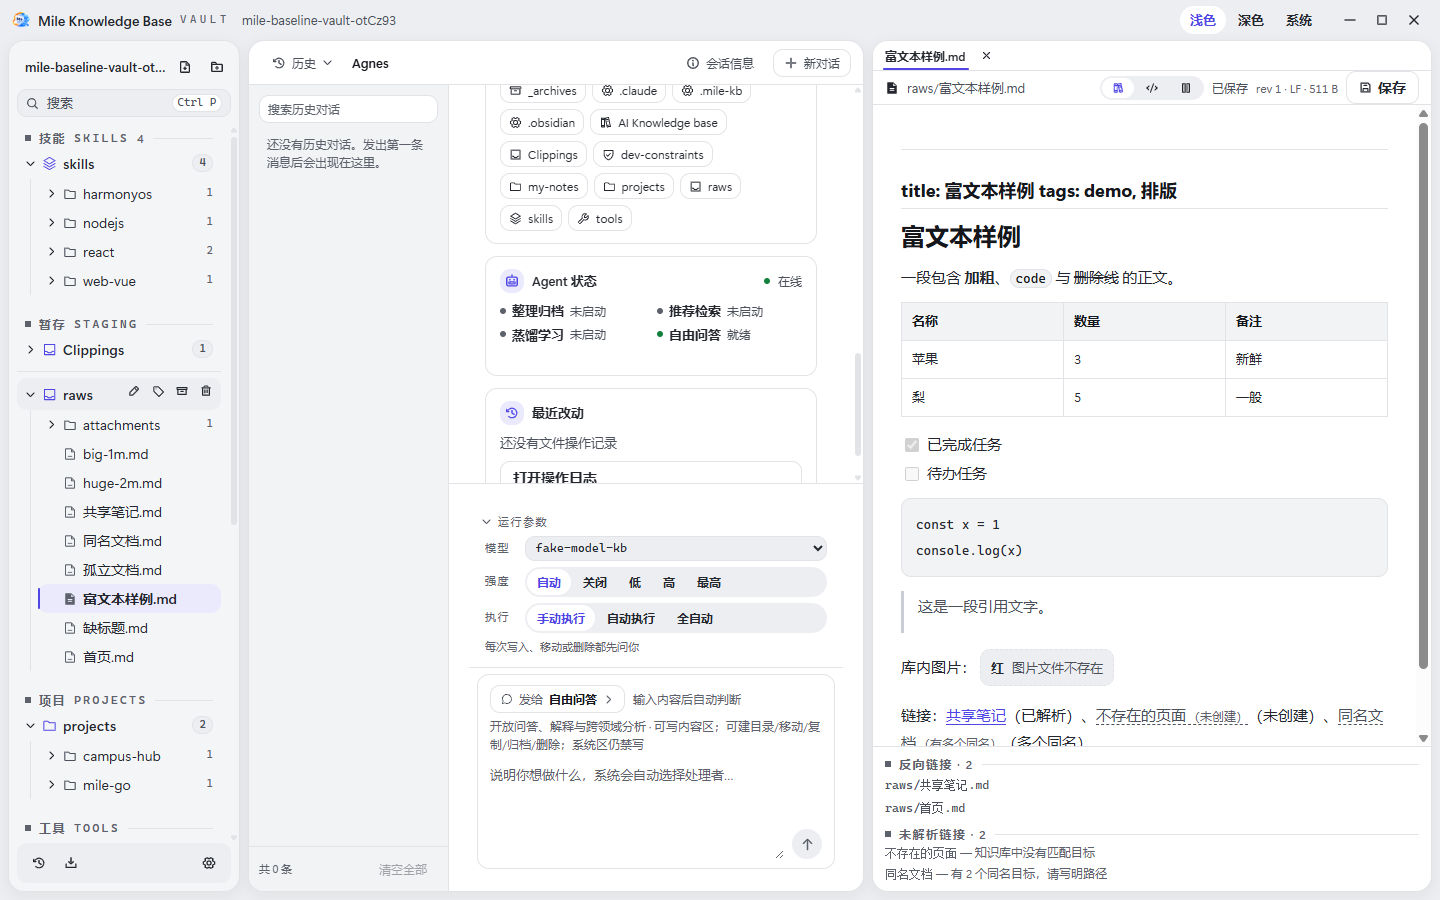 Mile Knowledge Base VAULT mile-baseline-vault-otCz93
浅色 深色 系统
mile-baseline-vault-ot...
搜索 Ctrl P
技能 SKILLS 4
skills 4
harmonyos 1
nodejs 1
react 2
web-vue 1
暂存 STAGING
Clippings 1
raws
attachments 1
big-1m.md
huge-2m.md
共享笔记.md
同名文档.md
孤立文档.md
富文本样例.md
缺标题.md
首页.md
项目 PROJECTS
projects 2
campus-hub 1
mile-go 1
工具 TOOLS
历史 Agnes 会话信息 新对话
搜索历史对话
还没有历史对话。发出第一条
消息后会出现在这里。
共 0 条 清空全部
_archives .claude .mile-kb
.obsidian AI Knowledge base
Clippings dev-constraints
my-notes projects raws
skills tools
Agent 状态 在线
整理归档 未启动 推荐检索 未启动
蒸馏学习 未启动 自由问答 就绪
最近改动
还没有文件操作记录
打开操作日志
运行参数
模型 fake-model-kb
强度 自动 关闭 低 高 最高
执行 手动执行 自动执行 全自动
每次写入、移动或删除都先问你
发给 自由问答 输入内容后自动判断
开放问答、解释与跨领域分析 · 可写内容区；可建目录/移动/复
制/归档/删除；系统区仍禁写
说明你想做什么，系统会自动选择处理者...
富文本样例.md
raws/富文本样例.md 已保存 rev 1 · LF · 511 B 保存
title: 富文本样例 tags: demo, 排版
富文本样例
一段包含 加粗、 code 与 删除线 的正文。
名称 数量 备注
苹果 3 新鲜
梨 5 一般
已完成任务
待办任务
const x = 1
console.log(x)
这是一段引用文字。
库内图片： 红 图片文件不存在
链接：共享笔记（已解析）、不存在的页面（未创建）（未创建）、同名文
档（有多个同名）（多个同名）
反向链接 · 2
raws/共享笔记.md
raws/首页.md
未解析链接 · 2
不存在的页面 — 知识库中没有匹配目标
同名文档 — 有 2 个同名目标，请写明路径